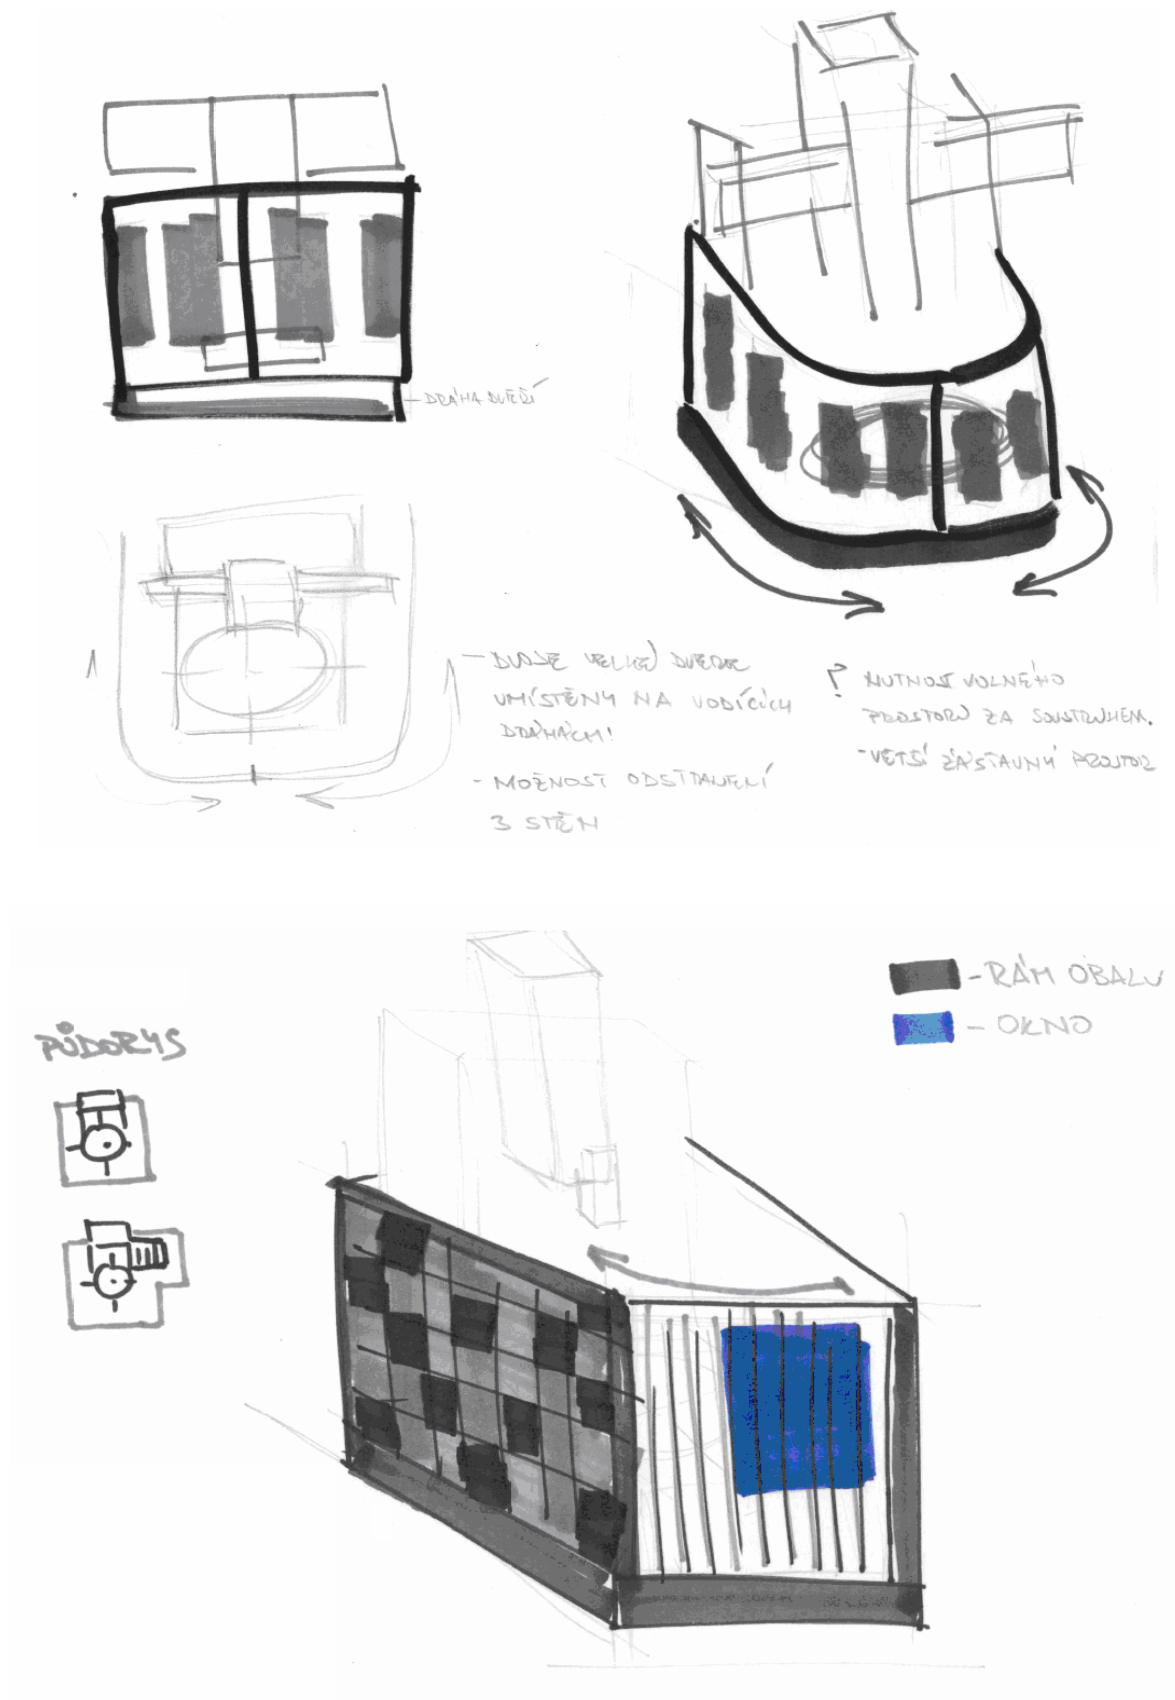 - DRÁHA DVEŘÍ
- DVOJE VELKÉ DVEŘE
UMÍSTĚNY NA VODÍCÍCH
DRÁHÁCH!
- MOŽNOST ODSTRANĚNÍ
3 STĚN
? NUTNOST VOLNÉHO
PROSTORU ZA SOUSTRUHEM.
- VĚTŠÍ ZÁSTAVNÝ PROSTOR
- RÁM OBALU
- OKNO
PŮDORYS